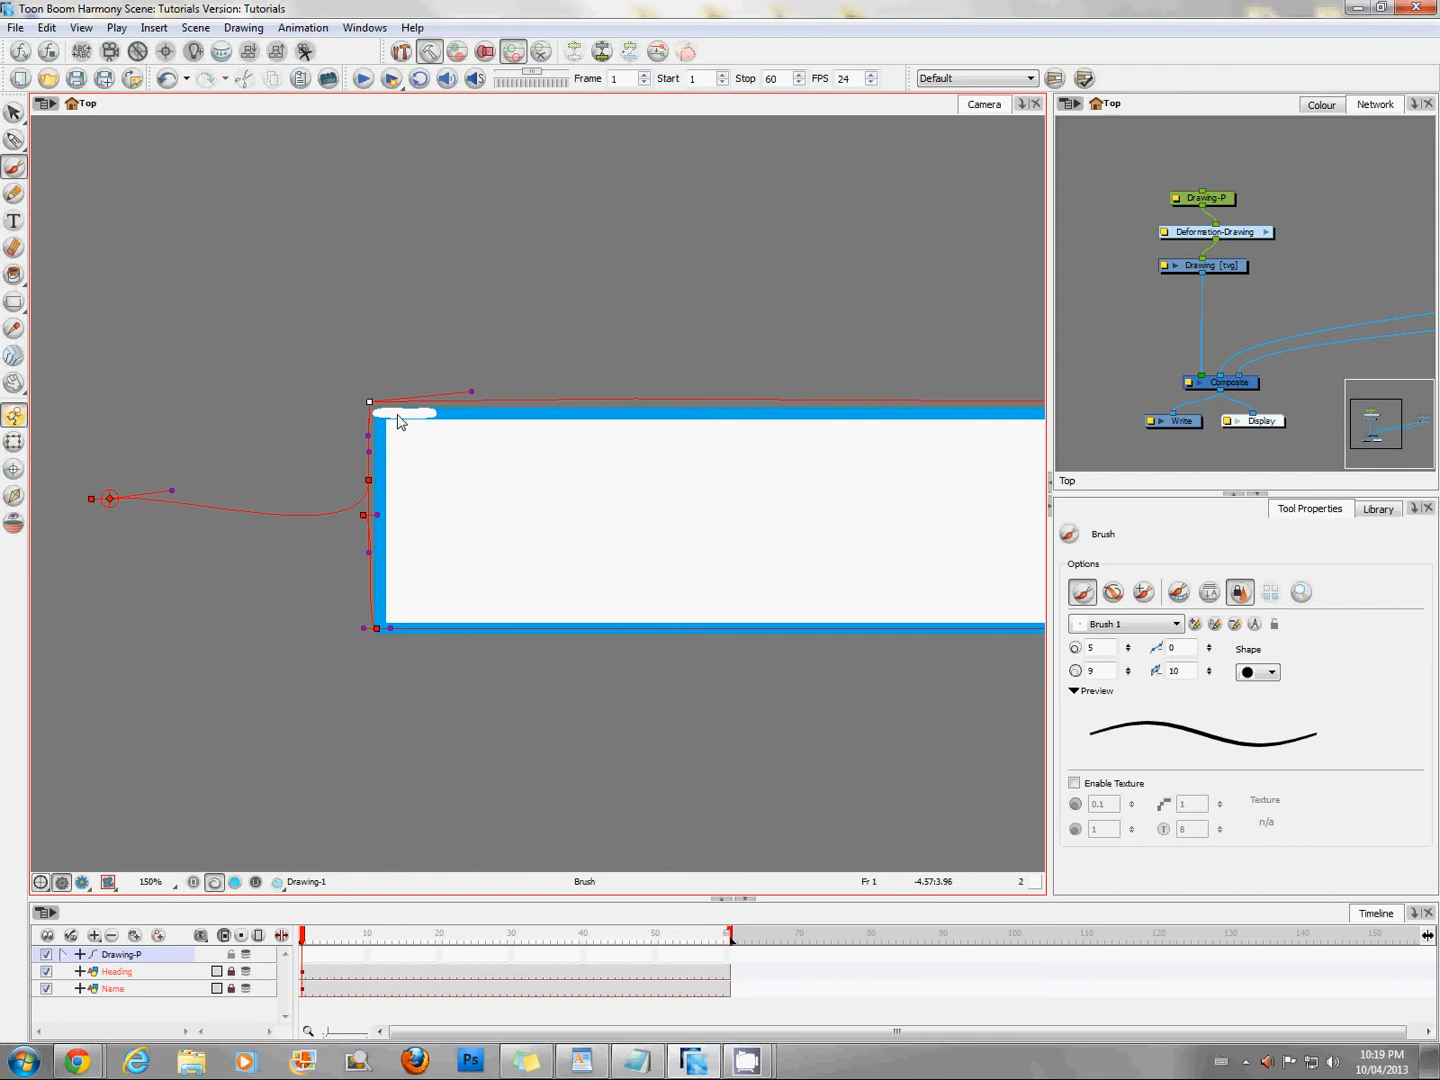 Toon Boom Harmony Scene: Tutorials Version: Tutorials
File Edit View Play Insert Scene Drawing Animation Windows Help
Frame 1 Start 1 Stop 60 FPS 24 Default
Top Camera
Top Colour Network
Drawing-P
Deformation-Drawing
Drawing [tvg]
Composite
Write Display
Top
Tool Properties Library
Brush
Options
Brush 1
5 0 Shape
9 10
Preview
Enable Texture
0.1 1 Texture
1 8 n/a
150% Drawing-1 Brush Fr 1 -4.57:3.96 2
Timeline
10 20 30 40 50 60 70 80 90 100 110 120 130 140 150
Drawing-P
Heading
Name
10:19 PM
10/04/2013